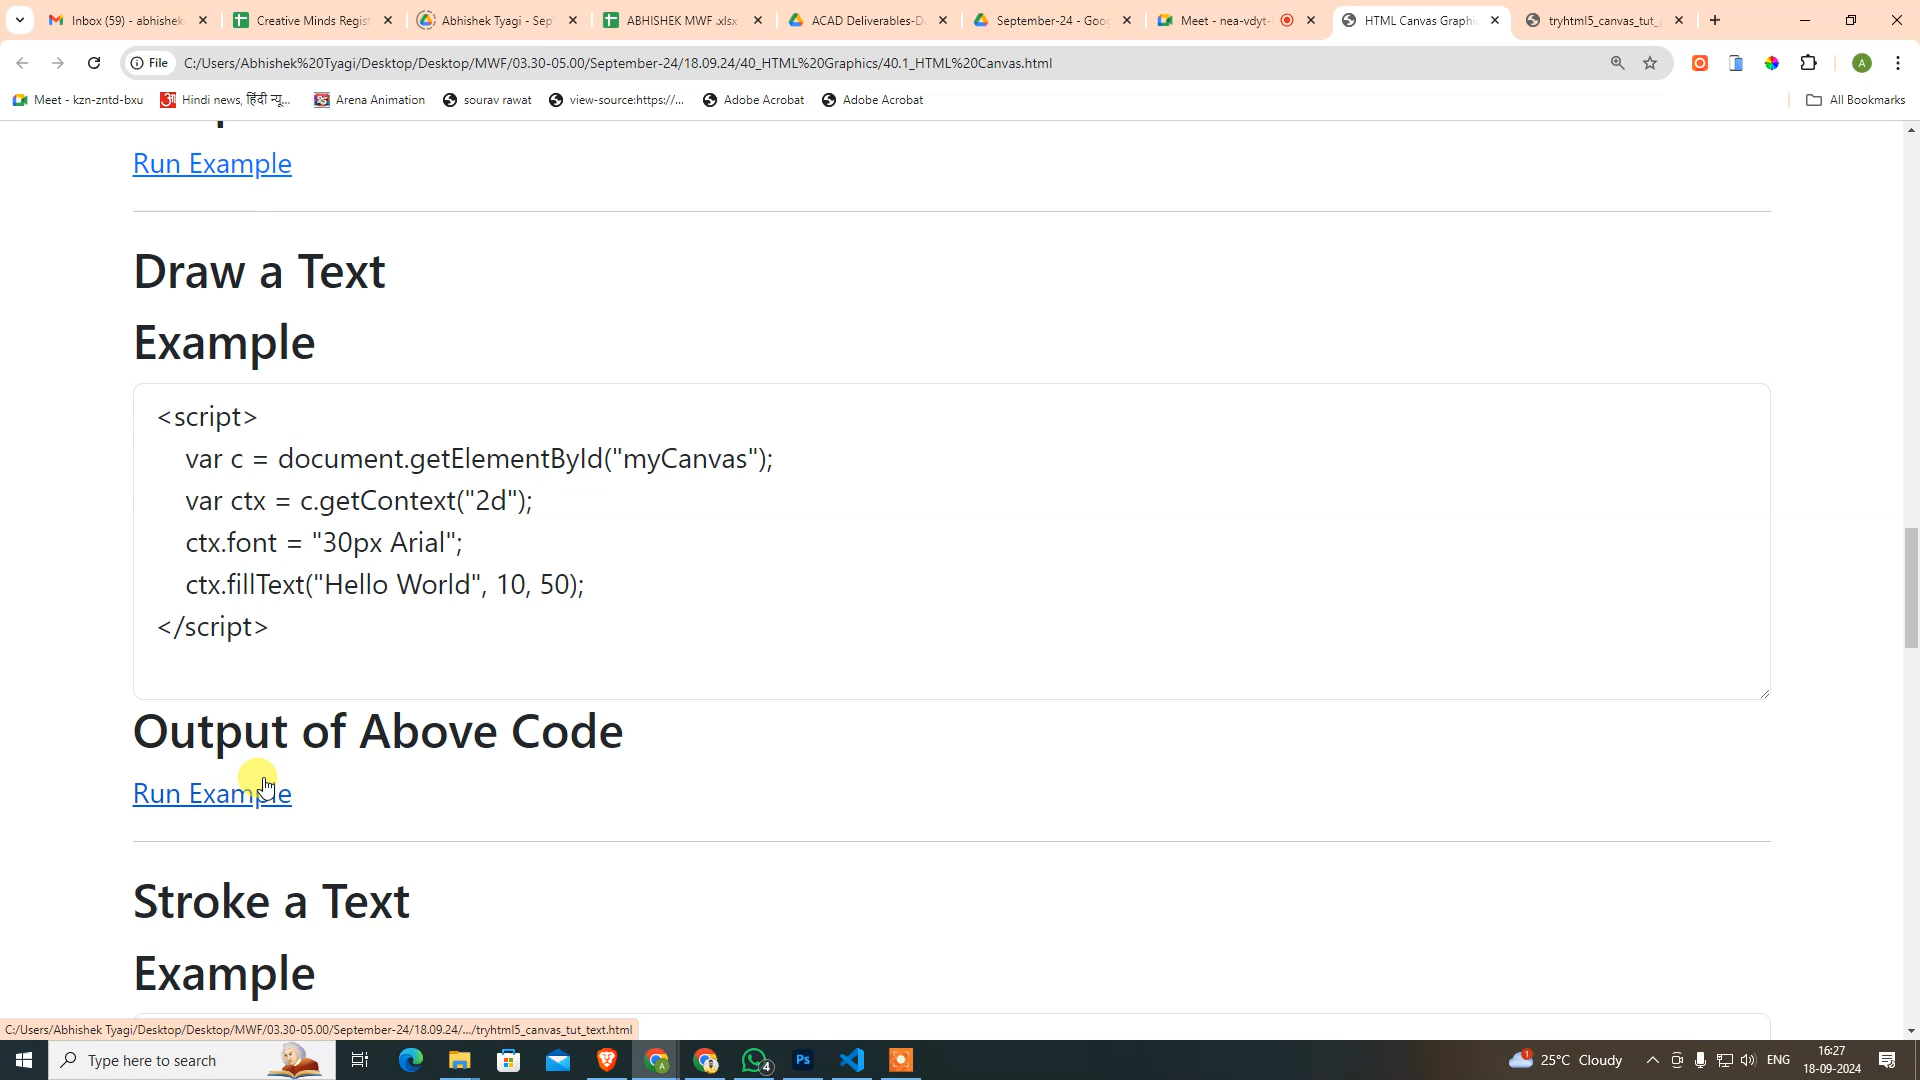 Inbox (59) - abhishek
Creative Minds Regist
Abhishek Tyagi - Sep'
ABHISHEK MWF .xlsx
ACAD Deliverables-D
September-24 - Goo
Meet - nea-vdyt-
HTML Canvas Graphi
tryhtml5_canvas_tut_
File
C:/Users/Abhishek%20Tyagi/Desktop/Desktop/MWF/03.30-05.00/September-24/18.09.24/40_HTML%20Graphics/40.1_HTML%20Canvas.html
A
Meet - kzn-zntd-bxu
Hindi news, हिंदी न्यू...
Arena Animation
sourav rawat
view-source:https://...
Adobe Acrobat
Adobe Acrobat
All Bookmarks
Run Example
Draw a Text
Example
<script>
var c = document.getElementById("myCanvas");
var ctx = c.getContext("2d");
ctx.font = "30px Arial";
ctx.fillText("Hello World", 10, 50);
</script>
Output of Above Code
Run Example
Stroke a Text
Example
C:/Users/Abhishek Tyagi/Desktop/Desktop/MWF/03.30-05.00/September-24/18.09.24/.../tryhtml5_canvas_tut_text.html
Type here to search
A
4
Ps
1
25°C Cloudy
ENG
16:27
18-09-2024